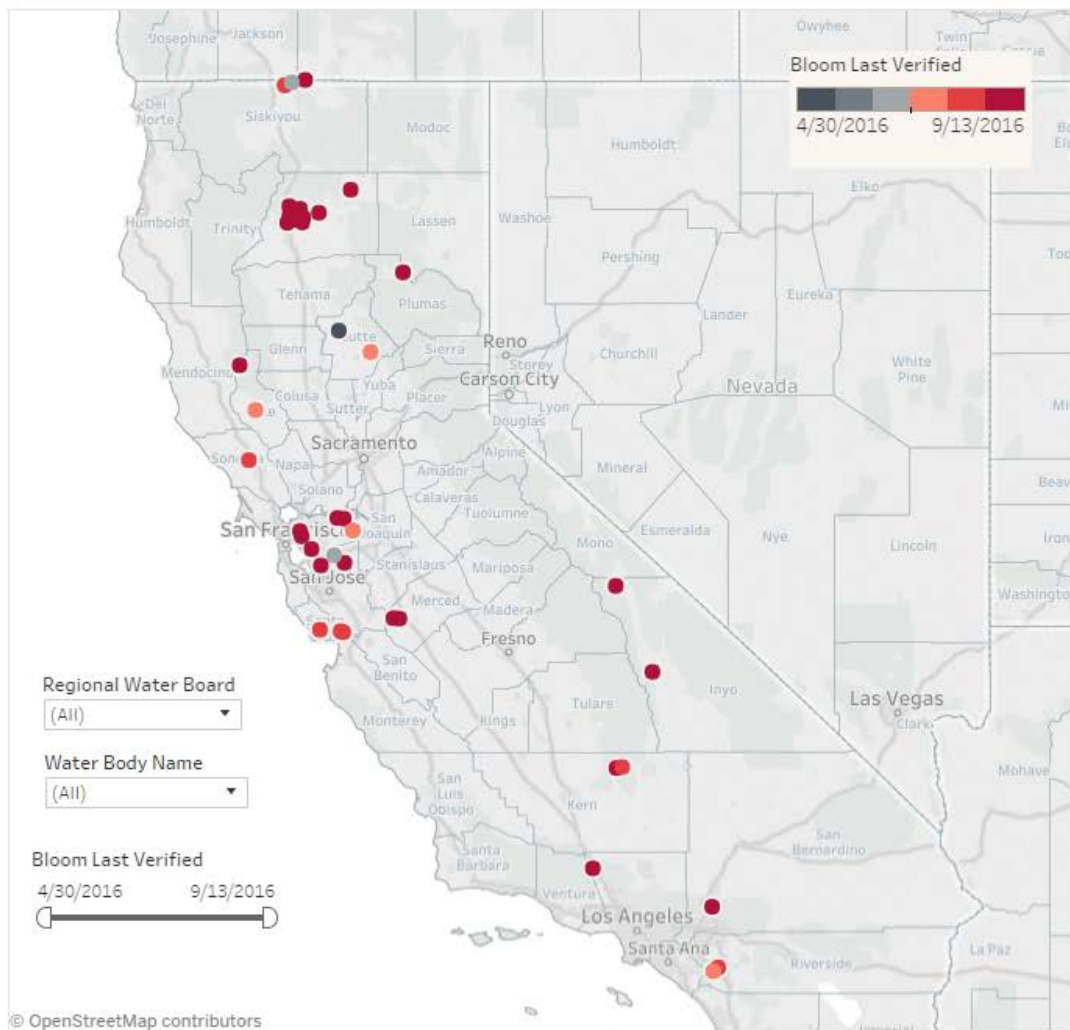 Josephine
Jackson
Owyhee
Twin
Bloom Last Verified
4/30/2016 9/13/2016
Del
Norte
Siskiyou
Modoc
Humboldt
Elko
Humboldt
Trinity
Lassen
Washoe
Pershing
Tehama
Plumas
Eureka
Lander
Glenn
Sierra
Reno
Storey
Churchill
White
Pine
Mendocino
Colusa
Yuba
Placer
Carson City
Nevada
Sutter
Lyon
Douglas
Sacramento
Alpine
Napa
Amador
Mineral
Solano
Calaveras
Tuolumne
San Francisco
San
Joaquin
Mono
Esmeralda
Nye
Lincoln
Stanislaus
Mariposa
San Jose
Merced
Madera
Washington
Fresno
San
Benito
Inyo
Regional Water Board
(All)
Tulare
Las Vegas
Clark
Monterey
Kings
Water Body Name
(All)
Mohave
San
Luis
Obispo
Kern
San
Bernardino
Santa
Barbara
Bloom Last Verified
4/30/2016 9/13/2016
Ventura
Los Angeles
Santa Ana
Riverside
La Paz
Imperial
© OpenStreetMap contributors